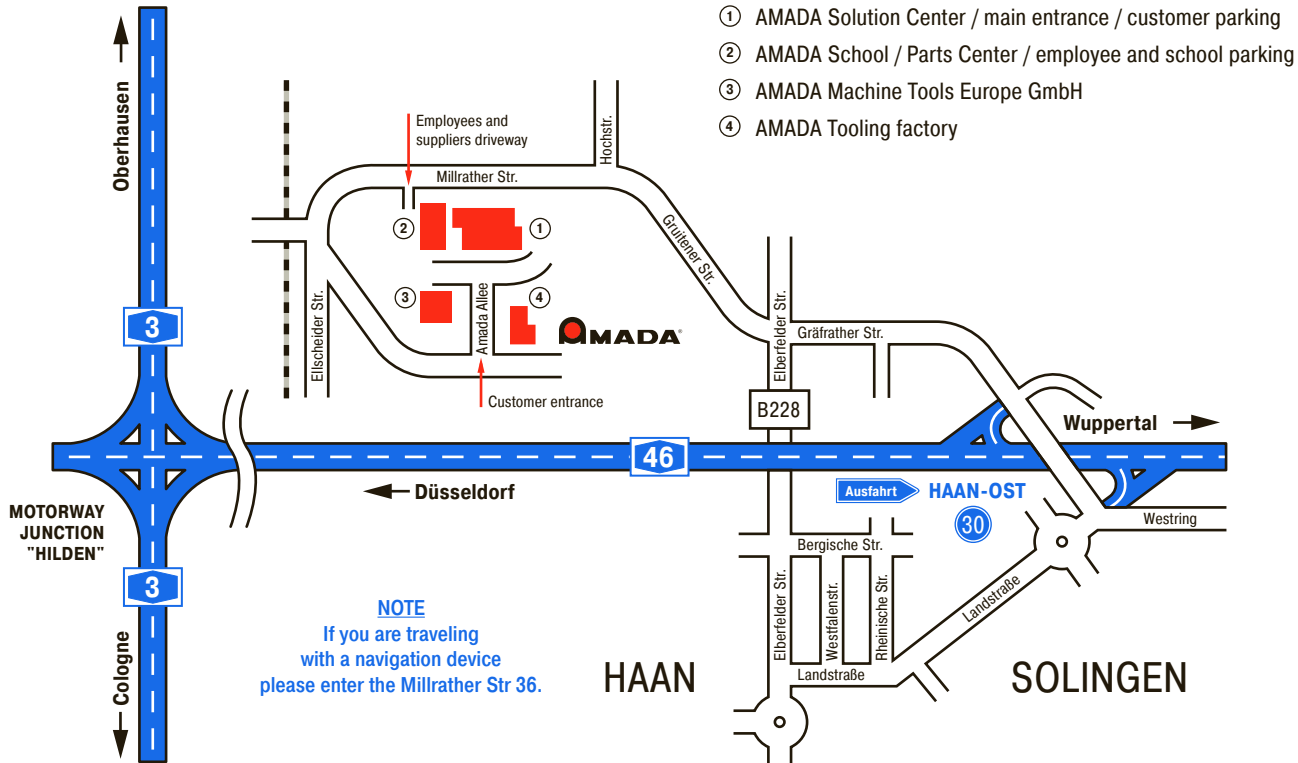 ① AMADA Solution Center / main entrance / customer parking
② AMADA School / Parts Center / employee and school parking
③ AMADA Machine Tools Europe GmbH
④ AMADA Tooling factory
Oberhausen
Employees and
suppliers driveway
Hochstr.
Millrather Str.
②
①
Gruitener Str.
③
④
Amada Allee
AMADA®
Ellscheider Str.
Customer entrance
3
Elberfelder Str.
Gräfrather Str.
B228
Wuppertal
46
Düsseldorf
Ausfahrt
HAAN-OST
30
MOTORWAY
JUNCTION
"HILDEN"
Westring
Bergische Str.
3
Elberfelder Str.
Westfalenstr.
Rheinische Str.
Landstraße
Landstraße
NOTE
If you are traveling
with a navigation device
please enter the Millrather Str 36.
Cologne
HAAN
SOLINGEN